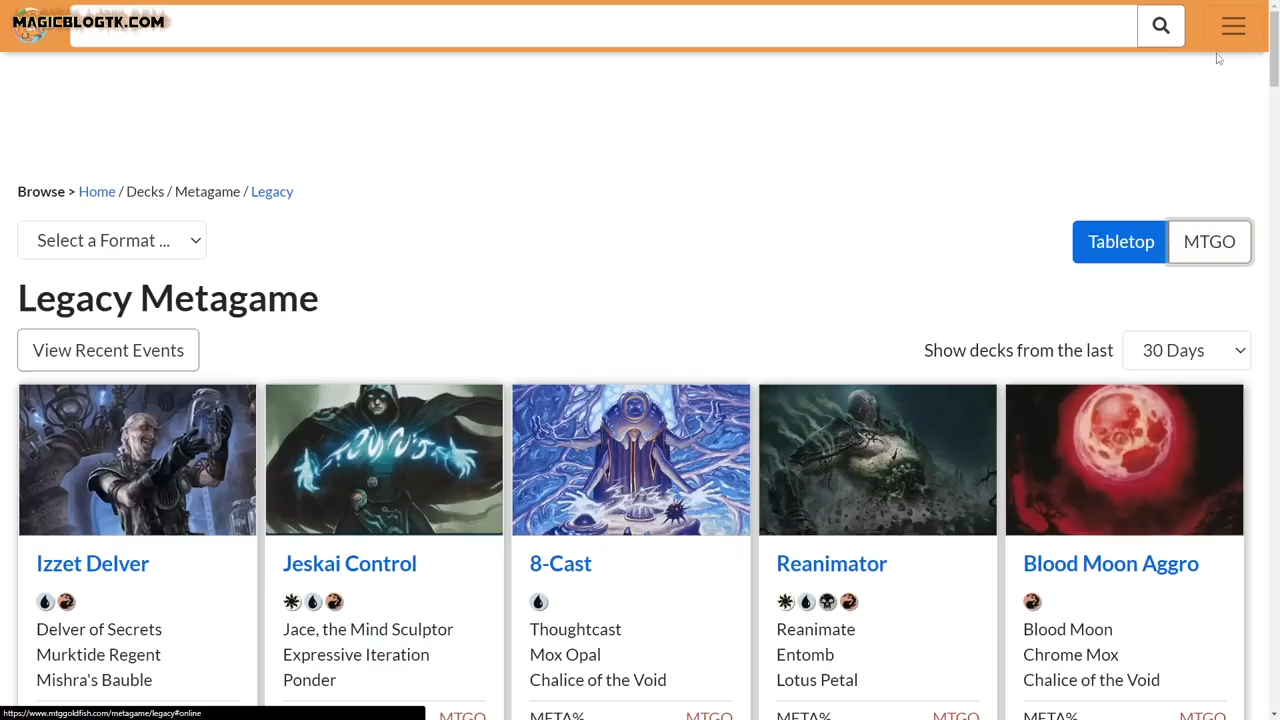 MAGICBLOGTK.COM
Browse > Home / Decks / Metagame / Legacy
Select a Format ...
Tabletop MTGO
Legacy Metagame
View Recent Events
Show decks from the last 30 Days
Izzet Delver
Delver of Secrets
Murktide Regent
Mishra's Bauble
Jeskai Control
Jace, the Mind Sculptor
Expressive Iteration
Ponder
MTGO
8-Cast
Thoughtcast
Mox Opal
Chalice of the Void
META% MTGO
Reanimator
Reanimate
Entomb
Lotus Petal
META% MTGO
Blood Moon Aggro
Blood Moon
Chrome Mox
Chalice of the Void
META% MTGO
https://www.mtggoldfish.com/metagame/legacy#online